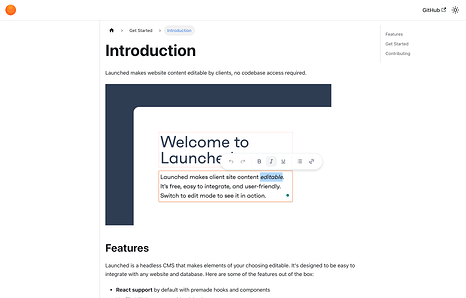 GitHub
Get Started
Introduction
Features
Get Started
Contributing
Introduction
Launched makes website content editable by clients, no codebase access required.
Welcome to
Launche
B I U
Launched makes client site content editable.
It's free, easy to integrate, and user-friendly.
Switch to edit mode to see it in action.
Features
Launched is a headless CMS that makes elements of your choosing editable. It's designed to be easy to
integrate with any website and database. Here are some of the features out of the box:
React support by default with premade hooks and components